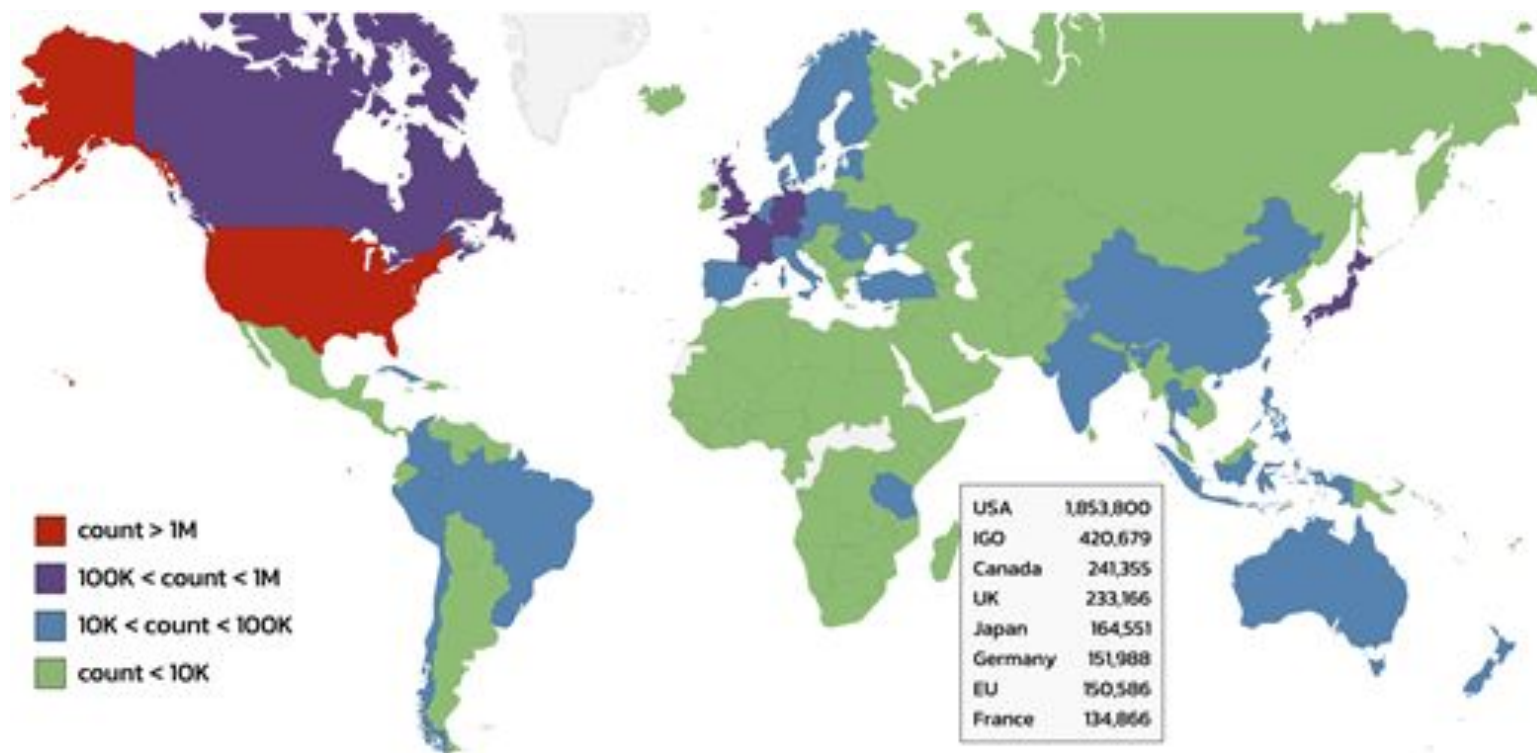 count > 1M
100K < count < 1M
10K < count < 100K
count < 10K
USA 1,853,800
IGO 420,679
Canada 241,355
UK 233,166
Japan 164,551
Germany 151,988
EU 150,586
France 134,866